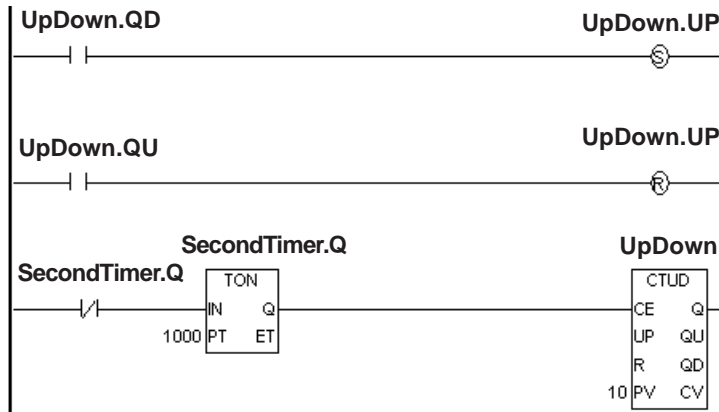 UpDown.QD UpDown.UP
S
UpDown.QU UpDown.UP
R
SecondTimer.Q UpDown
SecondTimer.Q TON CTUD
IN Q CE Q
1000 PT ET UP QU
R QD
10 PV CV